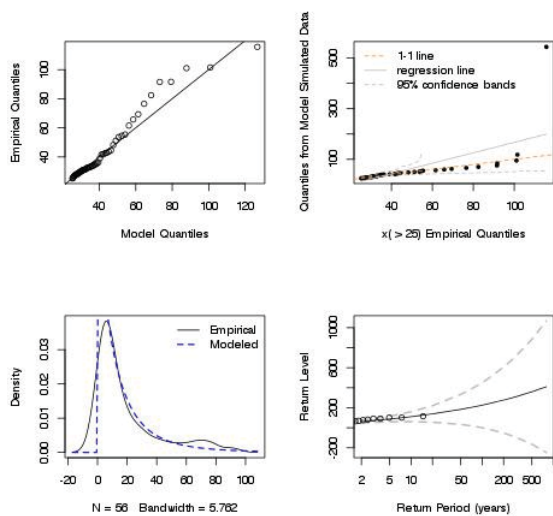 Empirical Quantiles
100
80
60
40
40 60 80 100 120
Model Quantiles
Quantiles from Model Simulated Data
600
100
1-1 line
regression line
95% confidence bands
40 60 80 100
x( > 25) Empirical Quantiles
Density
0.03
0.02
0.01
0.00
Empirical
Modeled
-20 0 20 40 60 80 100
N = 56 Bandwidth = 5.762
Return Level
1000
600
200
-200
2 5 10 50 200 500
Return Period (years)